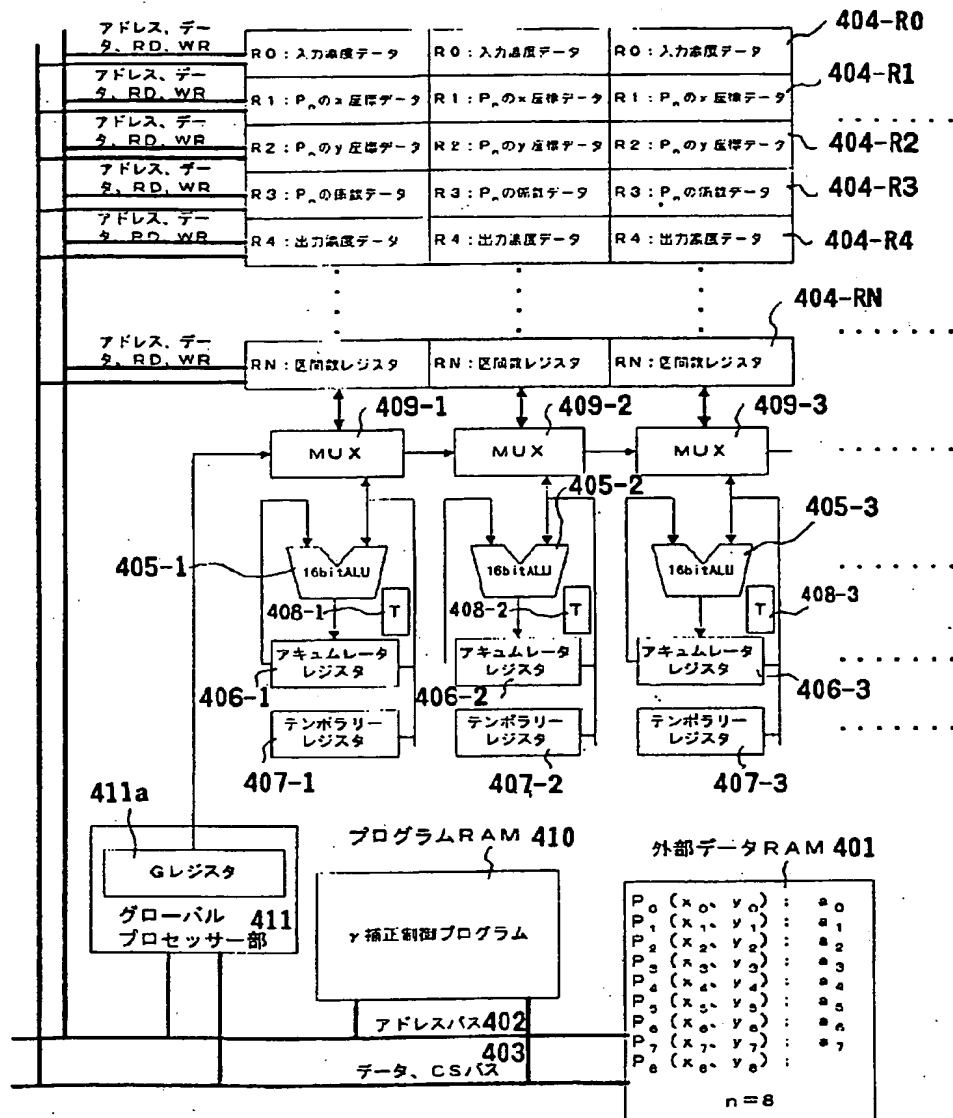 アドレス、デー
タ、RD、WR
R0：入力濃度データ
R0：入力濃度データ
R0：入力濃度データ
404-R0
アドレス、デー
タ、RD、WR
R1：Pnのx座標データ
R1：Pnのx座標データ
R1：Pnのx座標データ
404-R1
アドレス、デー
タ、RD、WR
R2：Pnのy座標データ
R2：Pnのy座標データ
R2：Pnのy座標データ
404-R2
アドレス、デー
タ、RD、WR
R3：Pnの係数データ
R3：Pnの係数データ
R3：Pnの係数データ
404-R3
アドレス、デー
タ、RD、WR
R4：出力濃度データ
R4：出力濃度データ
R4：出力濃度データ
404-R4
404-RN
アドレス、デー
タ、RD、WR
RN：区間数レジスタ
RN：区間数レジスタ
RN：区間数レジスタ
409-1
409-2
409-3
MUX
MUX
MUX
405-2
405-3
405-1
16bitALU
16bitALU
16bitALU
408-1
T
408-2
T
T
408-3
アキュムレータ
レジスタ
アキュムレータ
レジスタ
アキュムレータ
レジスタ
406-1
406-2
406-3
テンポラリー
レジスタ
テンポラリー
レジスタ
テンポラリー
レジスタ
407-1
407-2
407-3
411a
Gレジスタ
グローバル
プロセッサー部
411
プログラムRAM 410
γ補正制御プログラム
外部データRAM 401
P0 (x0、y0)： a0
P1 (x1、y1)： a1
P2 (x2、y2)： a2
P3 (x3、y3)： a3
P4 (x4、y4)： a4
P5 (x5、y5)： a5
P6 (x6、y6)： a6
P7 (x7、y7)： a7
P8 (x8、y8)：
n=8
アドレスバス402
403
データ、CSバス